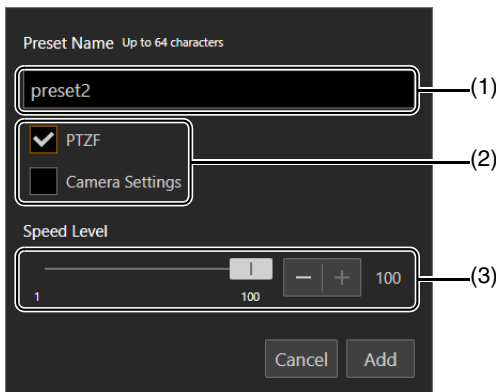 Preset Name Up to 64 characters
preset2
(1)
PTZF
(2)
Camera Settings
Speed Level
− + 100
(3)
1 100
Cancel Add